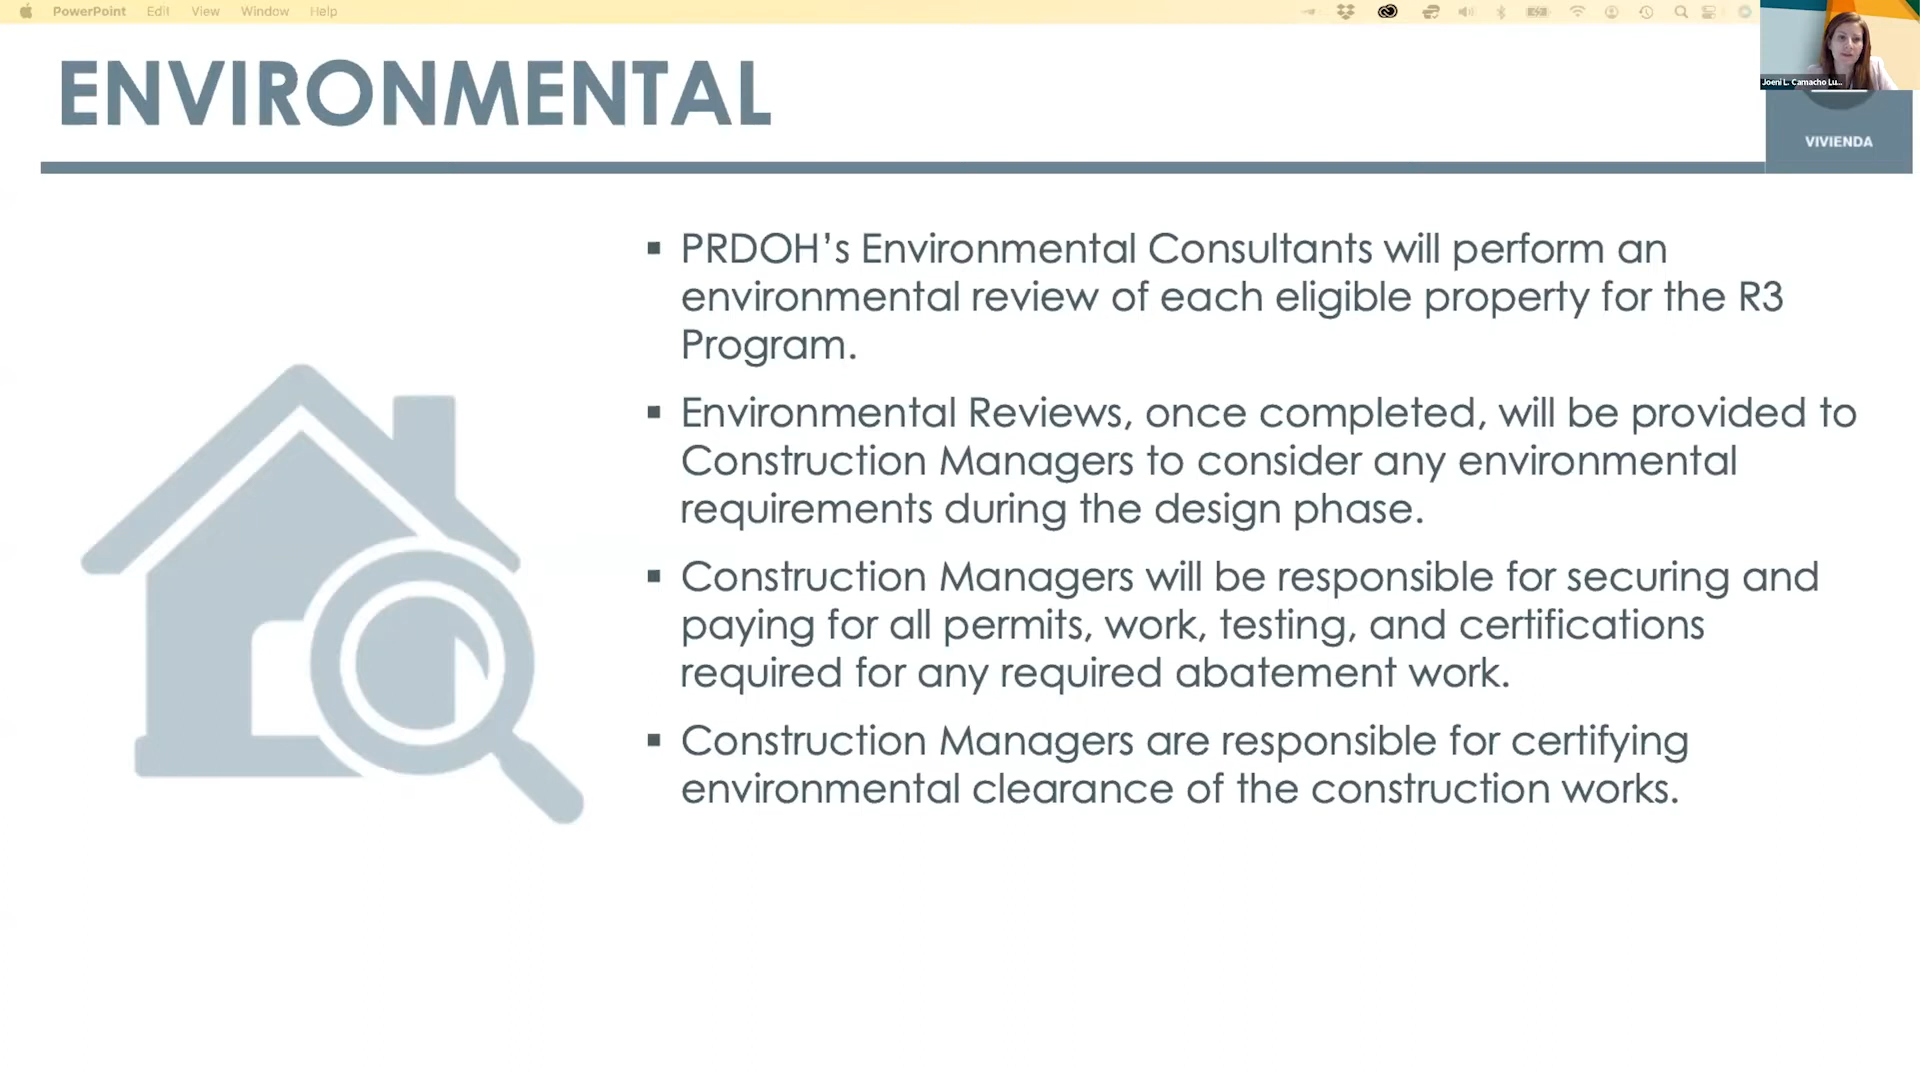 PowerPoint Edit View Window Help
Joeni L. Camacho Lu...
ENVIRONMENTAL
VIVIENDA
▪ PRDOH’s Environmental Consultants will perform an
environmental review of each eligible property for the R3
Program.
▪ Environmental Reviews, once completed, will be provided to
Construction Managers to consider any environmental
requirements during the design phase.
▪ Construction Managers will be responsible for securing and
paying for all permits, work, testing, and certifications
required for any required abatement work.
▪ Construction Managers are responsible for certifying
environmental clearance of the construction works.